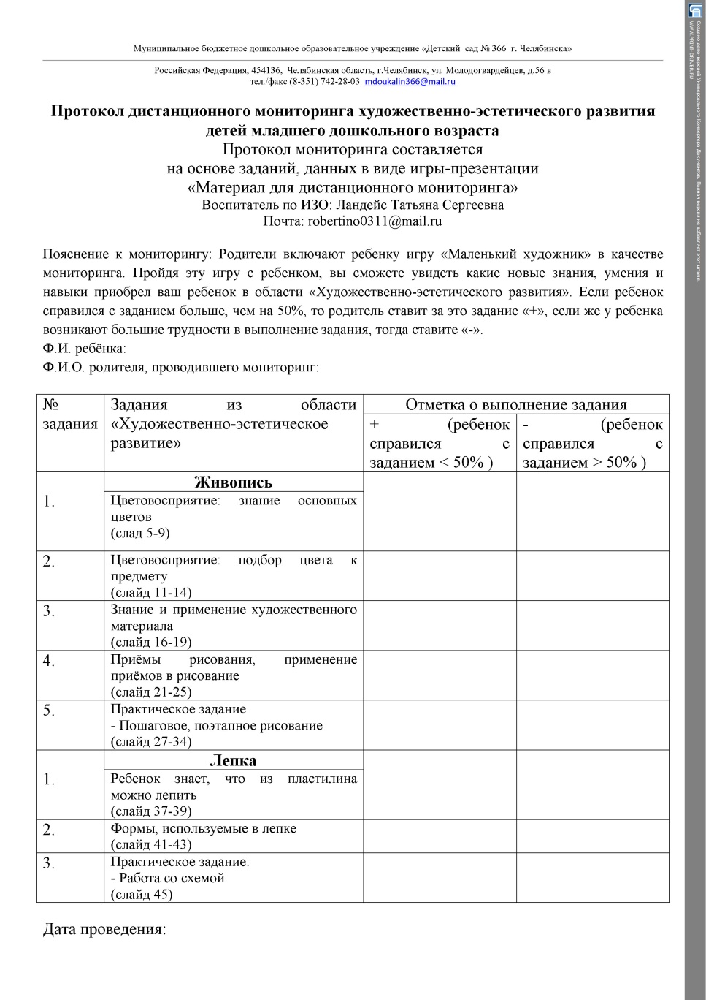 Муниципальное бюджетное дошкольное образовательное учреждение «Детский сад № 366 г. Челябинска»
Российская Федерация, 454136, Челябинская область, г.Челябинск, ул. Молодогвардейцев, д.56 в
тел./факс (8-351) 742-28-03 mdoukalin366@mail.ru
Протокол дистанционного мониторинга художественно-эстетического развития
детей младшего дошкольного возраста
Протокол мониторинга составляется
на основе заданий, данных в виде игры-презентации
«Материал для дистанционного мониторинга»
Воспитатель по ИЗО: Ландейс Татьяна Сергеевна
Почта: robertino0311@mail.ru
Пояснение к мониторингу: Родители включают ребенку игру «Маленький художник» в качестве
мониторинга. Пройдя эту игру с ребенком, вы сможете увидеть какие новые знания, умения и
навыки приобрел ваш ребенок в области «Художественно-эстетического развития». Если ребенок
справился с заданием больше, чем на 50%, то родитель ставит за это задание «+», если же у ребенка
возникают большие трудности в выполнение задания, тогда ставите «-».
Ф.И. ребёнка:
Ф.И.О. родителя, проводившего мониторинг:
№
задания
Задания из области
«Художественно-эстетическое
развитие»
Отметка о выполнение задания
+ (ребенок
справился с
заданием < 50% )
- (ребенок
справился с
заданием > 50% )
Живопись
1.
Цветовосприятие: знание основных
цветов
(слад 5-9)
2.
Цветовосприятие: подбор цвета к
предмету
(слайд 11-14)
3.
Знание и применение художественного
материала
(слайд 16-19)
4.
Приёмы рисования, применение
приёмов в рисование
(слайд 21-25)
5.
Практическое задание
- Пошаговое, поэтапное рисование
(слайд 27-34)
Лепка
1.
Ребенок знает, что из пластилина
можно лепить
(слайд 37-39)
2.
Формы, используемые в лепке
(слайд 41-43)
3.
Практическое задание:
- Работа со схемой
(слайд 45)
Дата проведения:
Создано демо-версией Универсального Конвертера Документов. Полная версия не добавляет этот штамп.
WWW.PRINT-DRIVER.RU